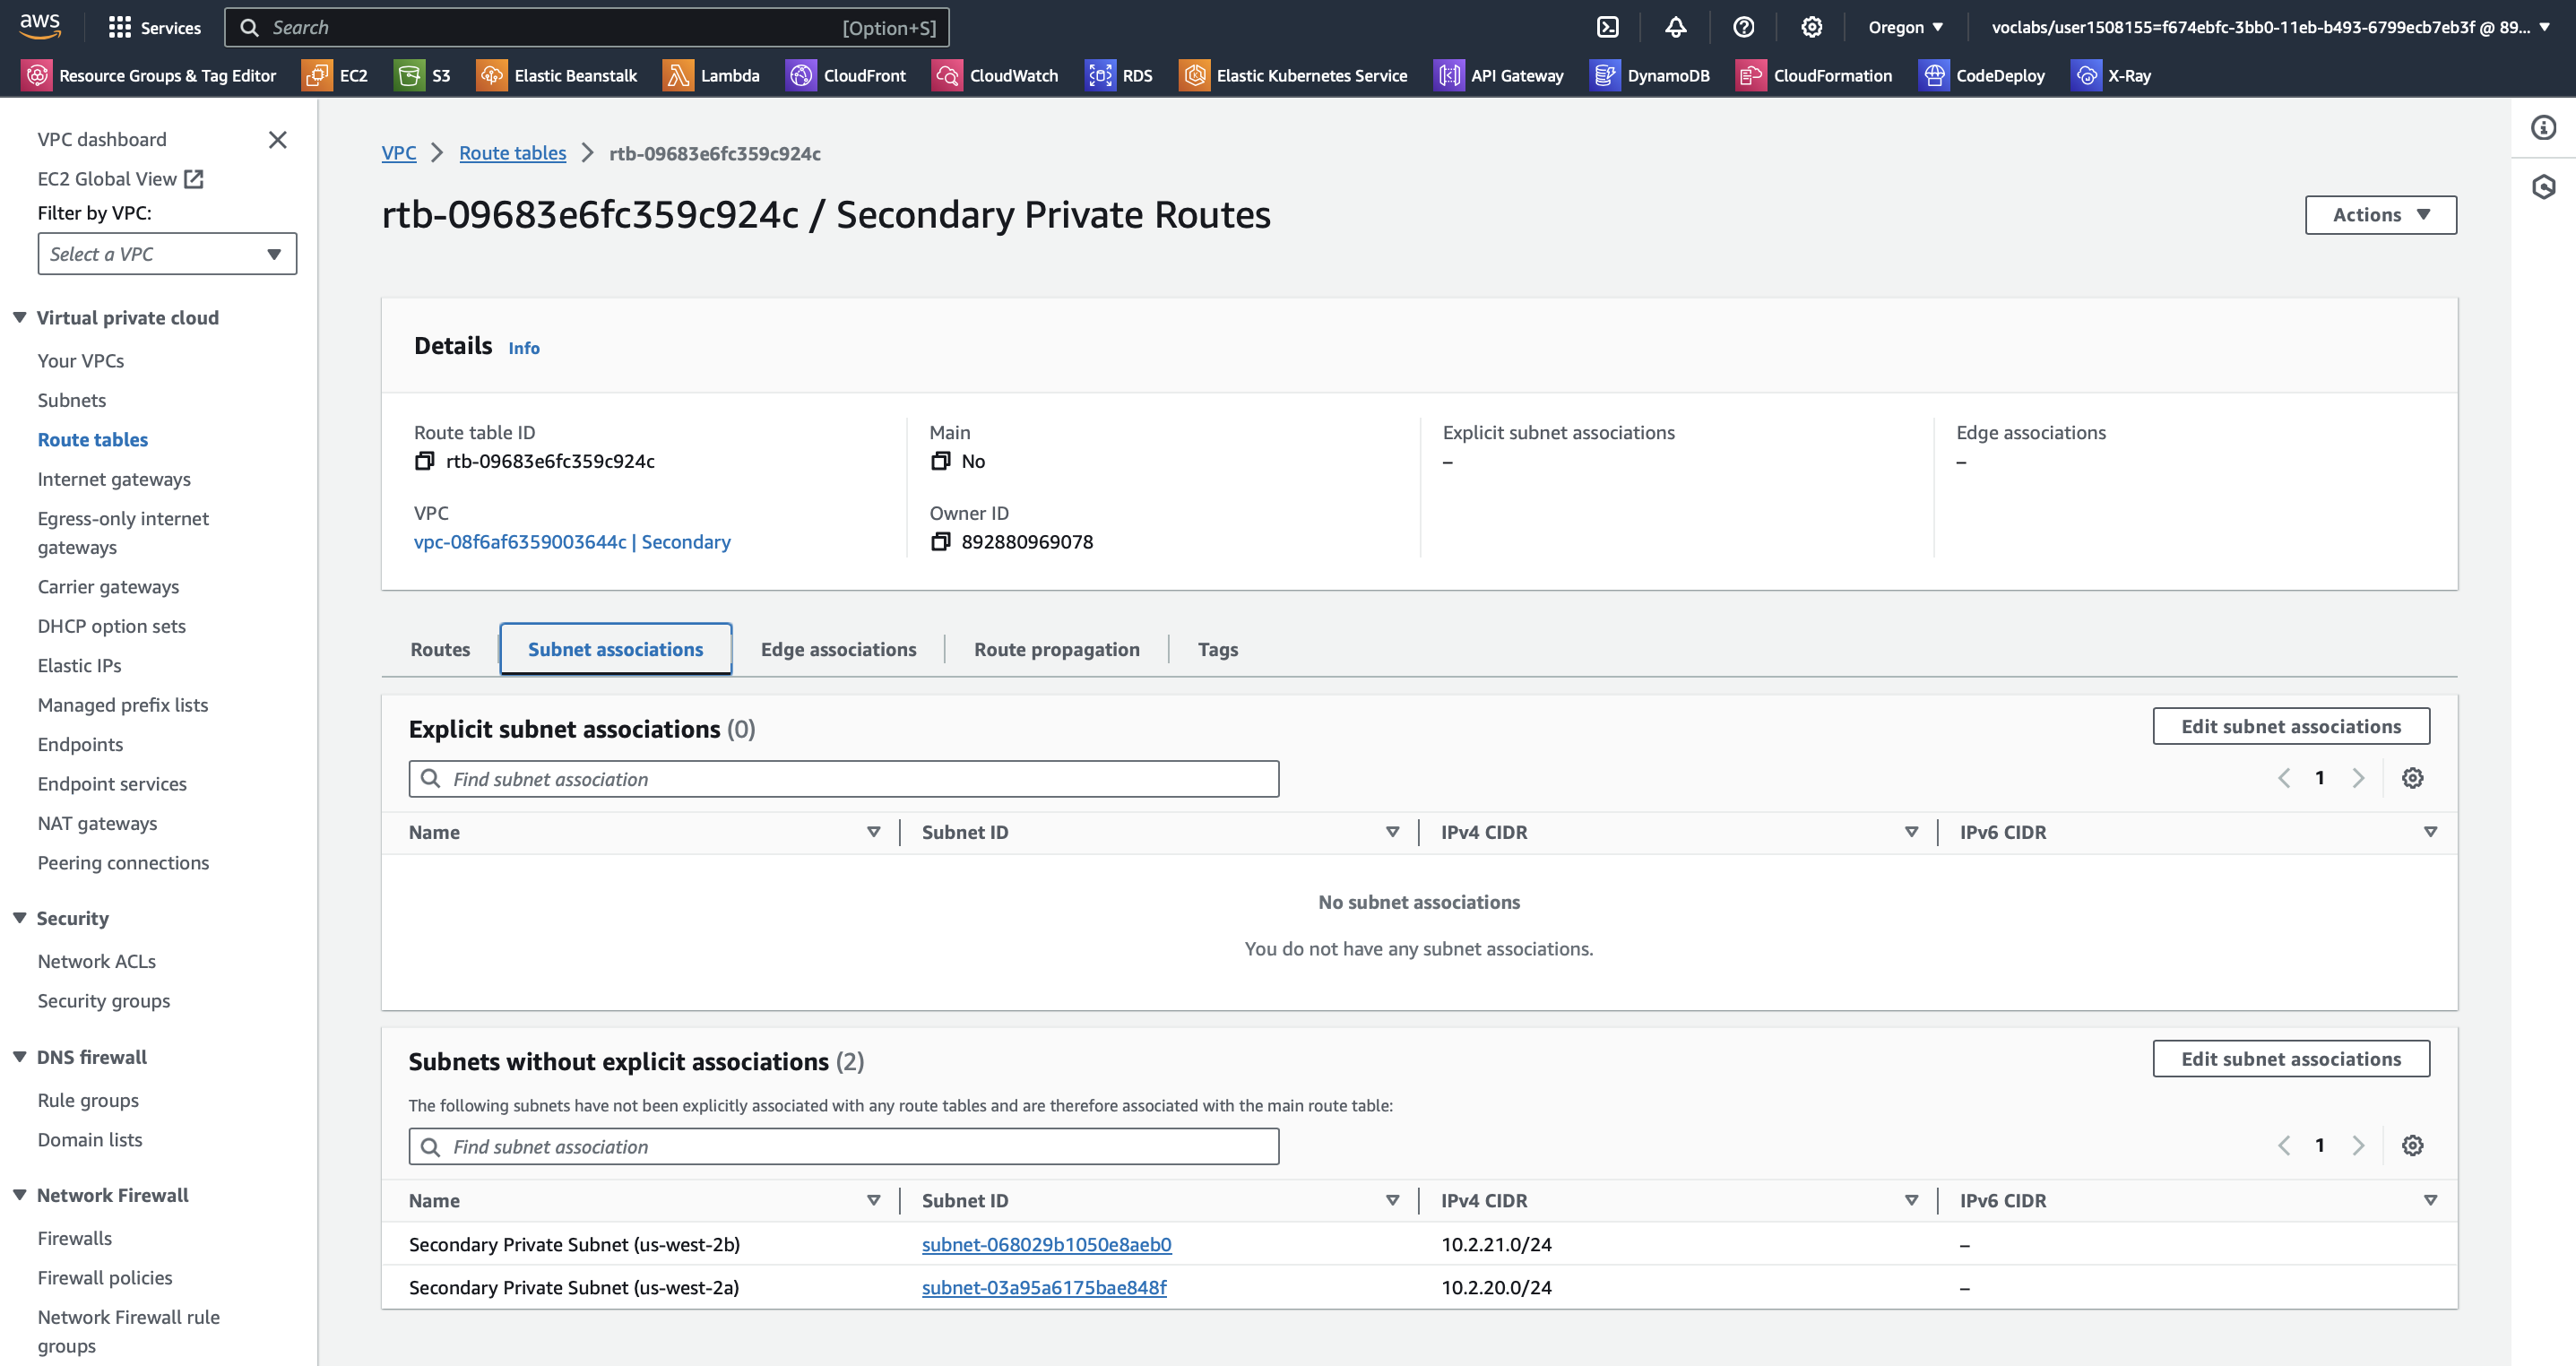 aws
Services
Search
[Option+S]
Oregon
voclabs/user1508155=f674ebfc-3bb0-11eb-b493-6799ecb7eb3f @ 89...
Resource Groups & Tag Editor
EC2
S3
Elastic Beanstalk
Lambda
CloudFront
CloudWatch
RDS
Elastic Kubernetes Service
API Gateway
DynamoDB
CloudFormation
CodeDeploy
X-Ray
VPC dashboard
EC2 Global View
Filter by VPC:
Select a VPC
Virtual private cloud
Your VPCs
Subnets
Route tables
Internet gateways
Egress-only internet
gateways
Carrier gateways
DHCP option sets
Elastic IPs
Managed prefix lists
Endpoints
Endpoint services
NAT gateways
Peering connections
Security
Network ACLs
Security groups
DNS firewall
Rule groups
Domain lists
Network Firewall
Firewalls
Firewall policies
Network Firewall rule
groups
VPC > Route tables > rtb-09683e6fc359c924c
rtb-09683e6fc359c924c / Secondary Private Routes
Actions
Details Info
Route table ID
rtb-09683e6fc359c924c
Main
No
Explicit subnet associations
–
Edge associations
–
VPC
vpc-08f6af6359003644c | Secondary
Owner ID
892880969078
Routes
Subnet associations
Edge associations
Route propagation
Tags
Explicit subnet associations (0)
Edit subnet associations
Find subnet association
1
Name
Subnet ID
IPv4 CIDR
IPv6 CIDR
No subnet associations
You do not have any subnet associations.
Subnets without explicit associations (2)
Edit subnet associations
The following subnets have not been explicitly associated with any route tables and are therefore associated with the main route table:
Find subnet association
1
Name
Subnet ID
IPv4 CIDR
IPv6 CIDR
Secondary Private Subnet (us-west-2b) subnet-068029b1050e8aeb0 10.2.21.0/24 –
Secondary Private Subnet (us-west-2a) subnet-03a95a6175bae848f 10.2.20.0/24 –